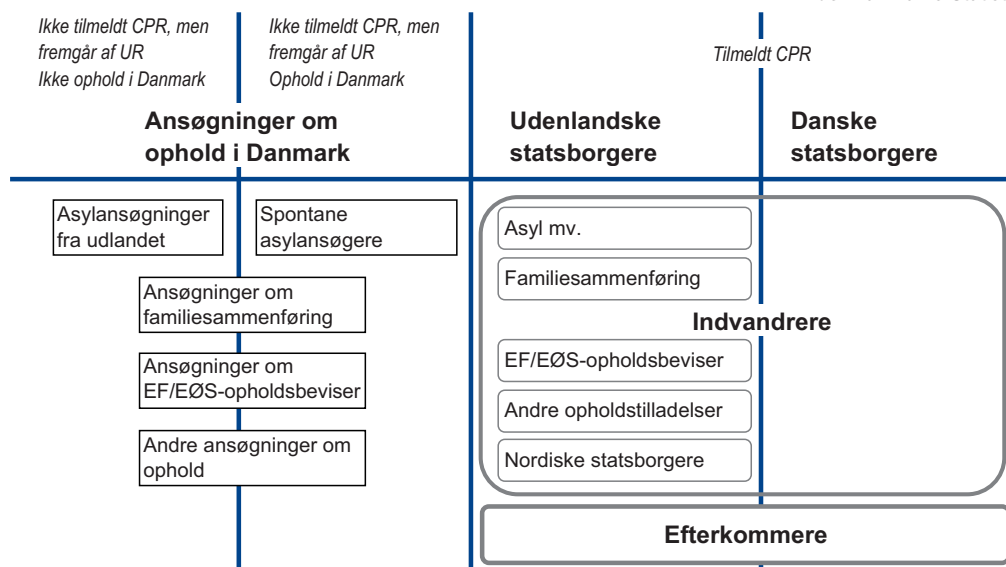 Ikke tilmeldt CPR, men
fremgår af UR
Ikke ophold i Danmark
Ikke tilmeldt CPR, men
fremgår af UR
Ophold i Danmark
Tilmeldt CPR
Ansøgninger om
ophold i Danmark
Udenlandske
statsborgere
Danske
statsborgere
Asylansøgninger
fra udlandet
Spontane
asylansøgere
Ansøgninger om
familiesammenføring
Ansøgninger om
EF/EØS-opholdsbeviser
Andre ansøgninger om
ophold
Asyl mv.
Familiesammenføring
Indvandrere
EF/EØS-opholdsbeviser
Andre opholdstilladelser
Nordiske statsborgere
Efterkommere